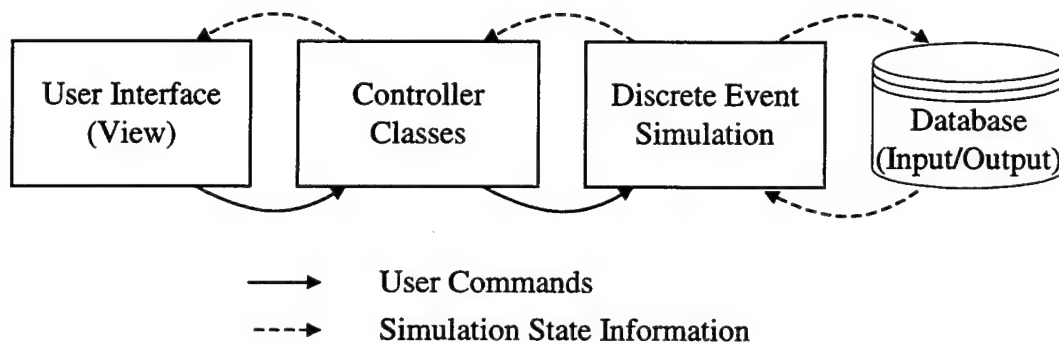 User Interface
(View)
Controller
Classes
Discrete Event
Simulation
Database
(Input/Output)
User Commands
Simulation State Information